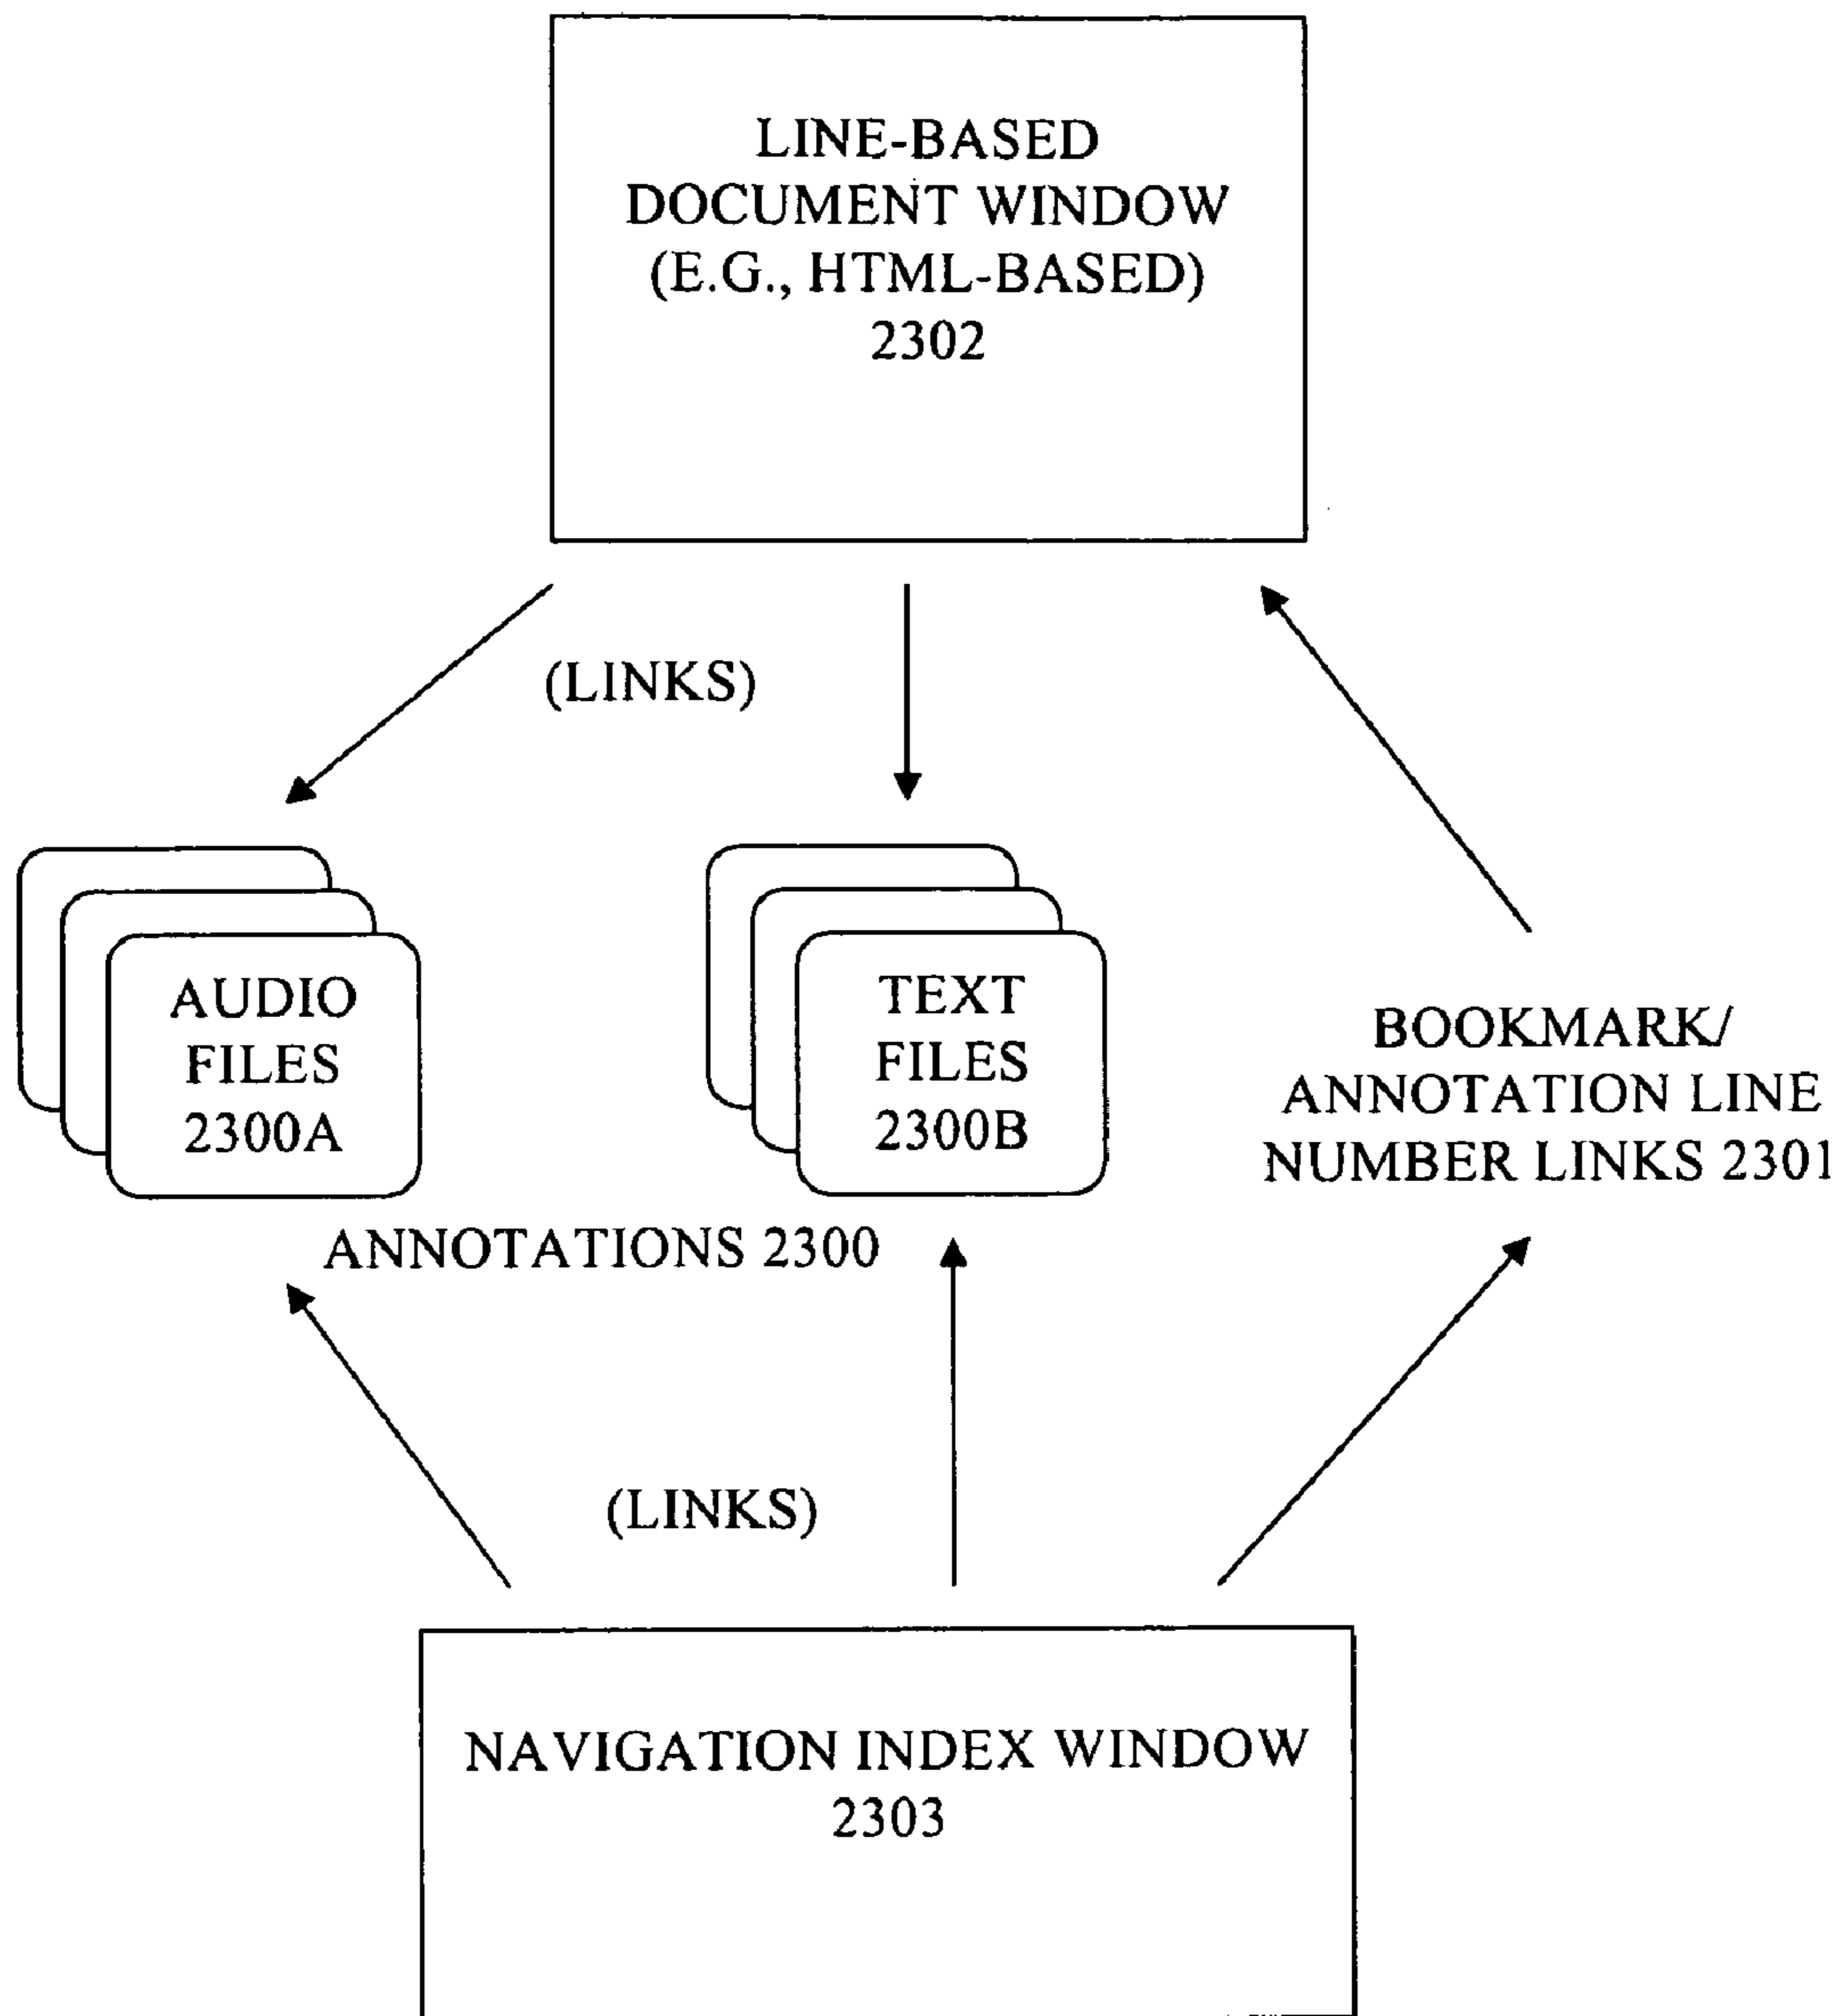 LINE-BASED
DOCUMENT WINDOW
(E.G., HTML-BASED)
2302
(LINKS)
AUDIO
FILES
2300A
TEXT
FILES
2300B
BOOKMARK/
ANNOTATION LINE
NUMBER LINKS 2301
ANNOTATIONS 2300
(LINKS)
NAVIGATION INDEX WINDOW
2303